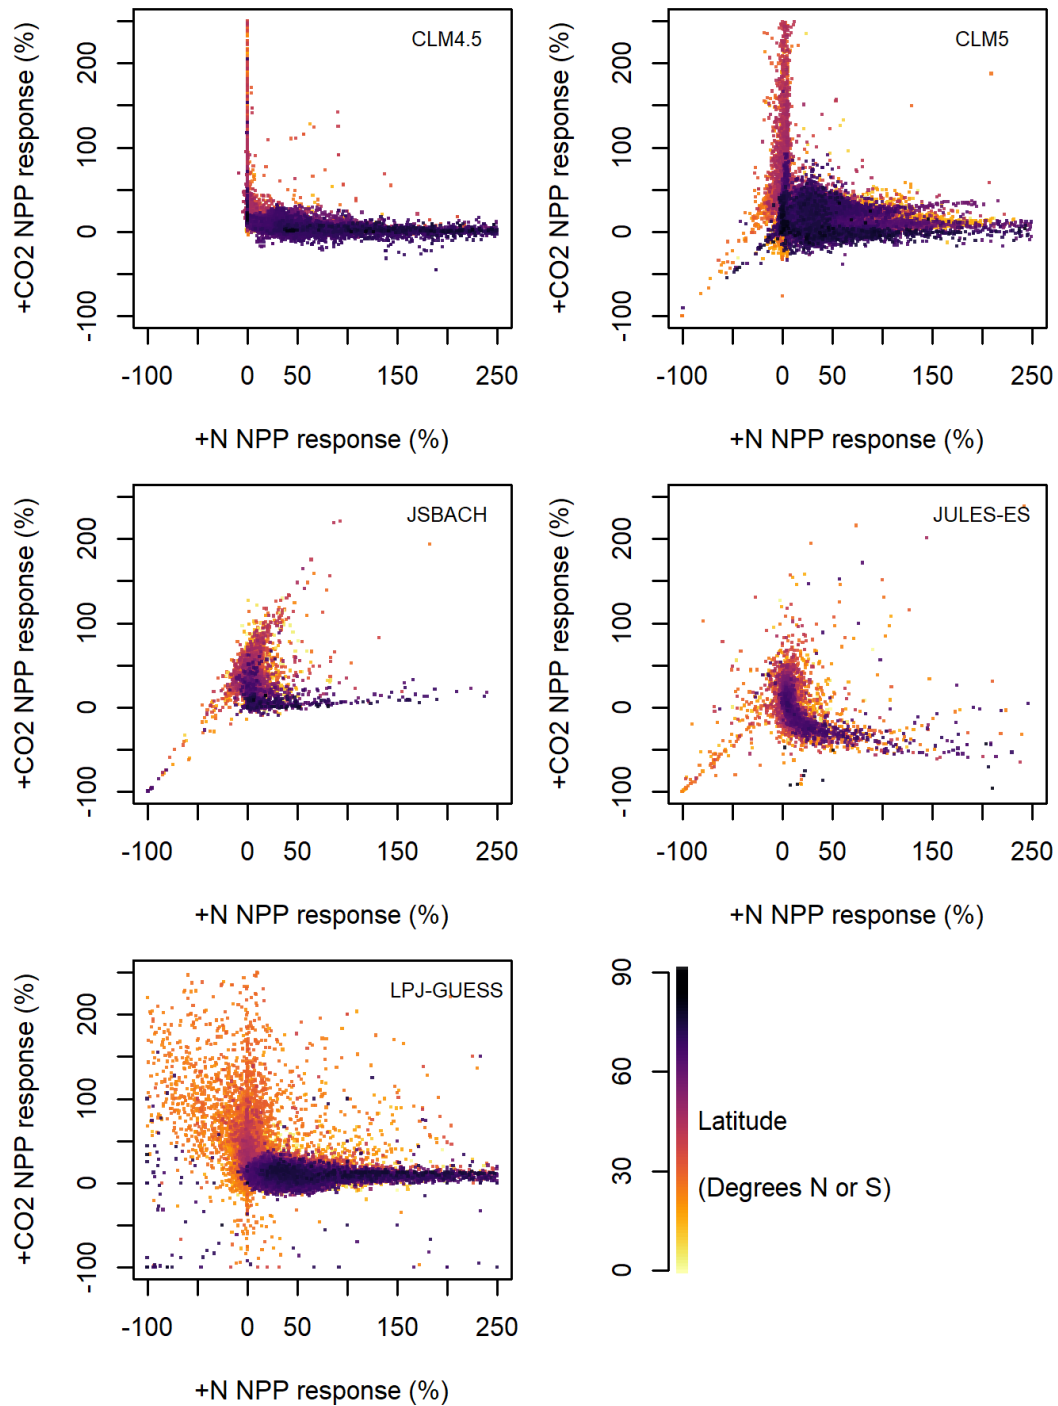 CLM4.5
+CO2 NPP response (%)
200
100
0
-100
-100 0 50 150 250
+N NPP response (%)
CLM5
+CO2 NPP response (%)
200
100
0
-100
-100 0 50 150 250
+N NPP response (%)
JSBACH
+CO2 NPP response (%)
200
100
0
-100
-100 0 50 150 250
+N NPP response (%)
JULES-ES
+CO2 NPP response (%)
200
100
0
-100
-100 0 50 150 250
+N NPP response (%)
LPJ-GUESS
+CO2 NPP response (%)
200
100
0
-100
-100 0 50 150 250
+N NPP response (%)
90
60
30
0
Latitude
(Degrees N or S)